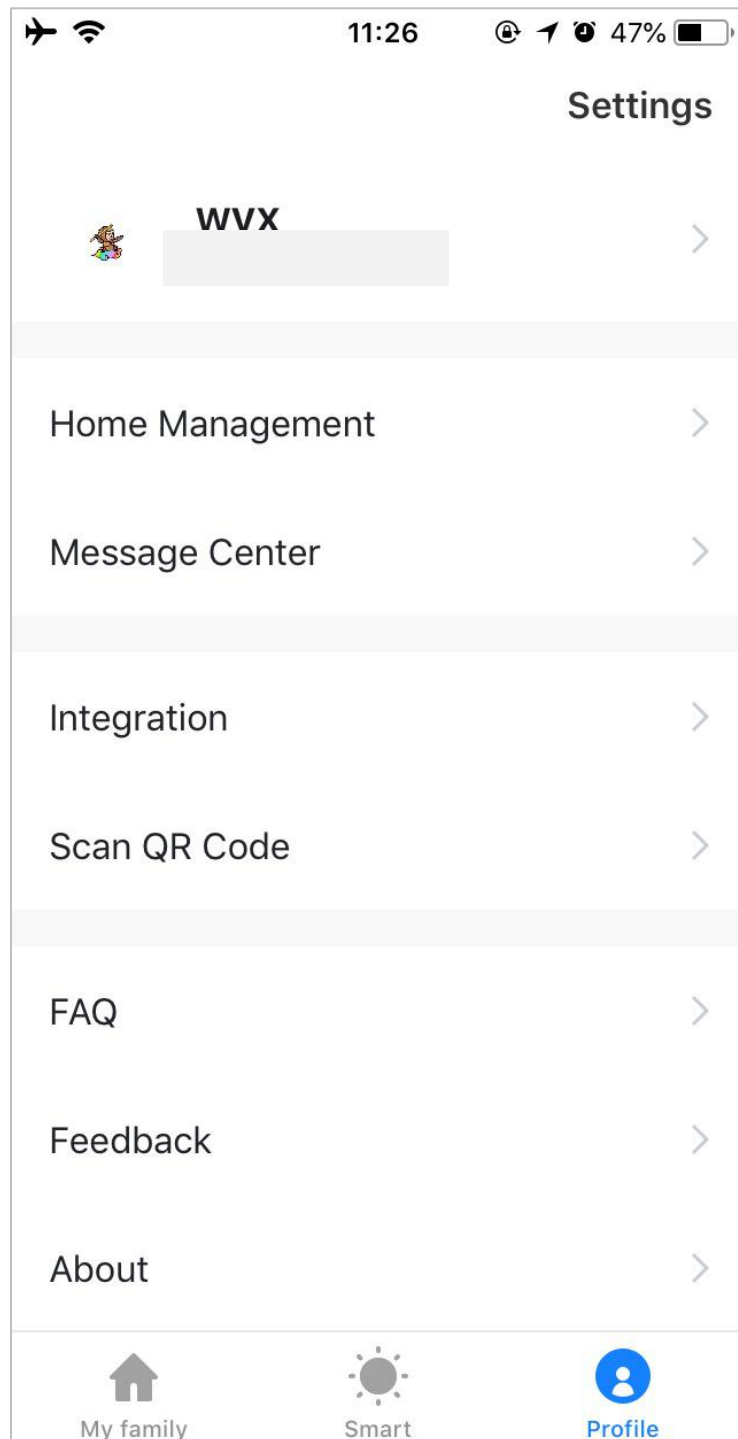 11:26 47%
Settings
wvx
Home Management
Message Center
Integration
Scan QR Code
FAQ
Feedback
About
My family Smart Profile